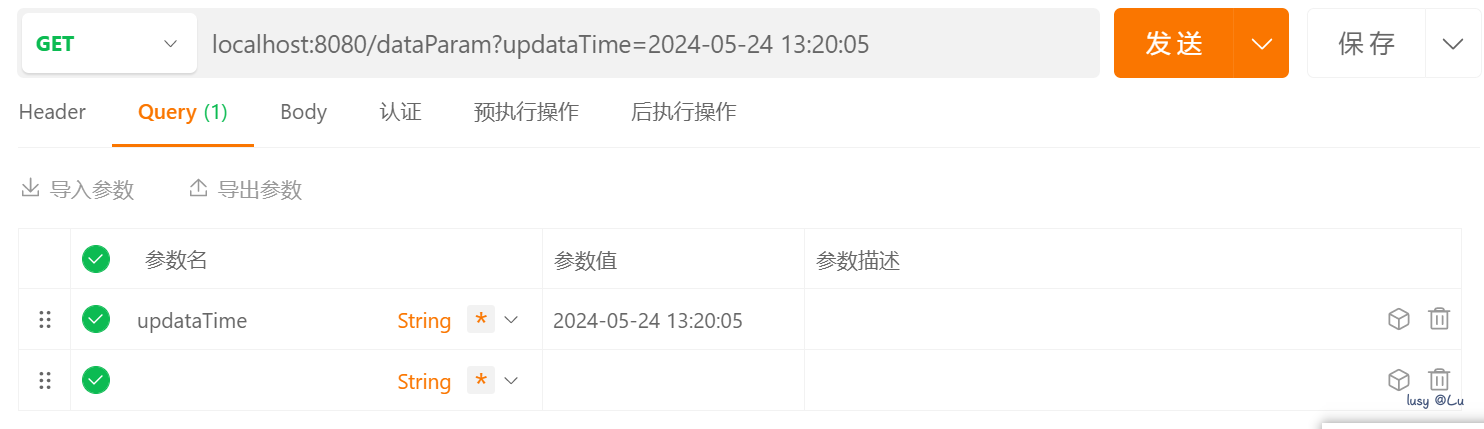 GET localhost:8080/dataParam?updataTime=2024-05-24 13:20:05 发送 保存
Header Query (1) Body 认证 预执行操作 后执行操作
导入参数 导出参数
参数名 参数值 参数描述
updataTime String * 2024-05-24 13:20:05
String *
lusy @Lu